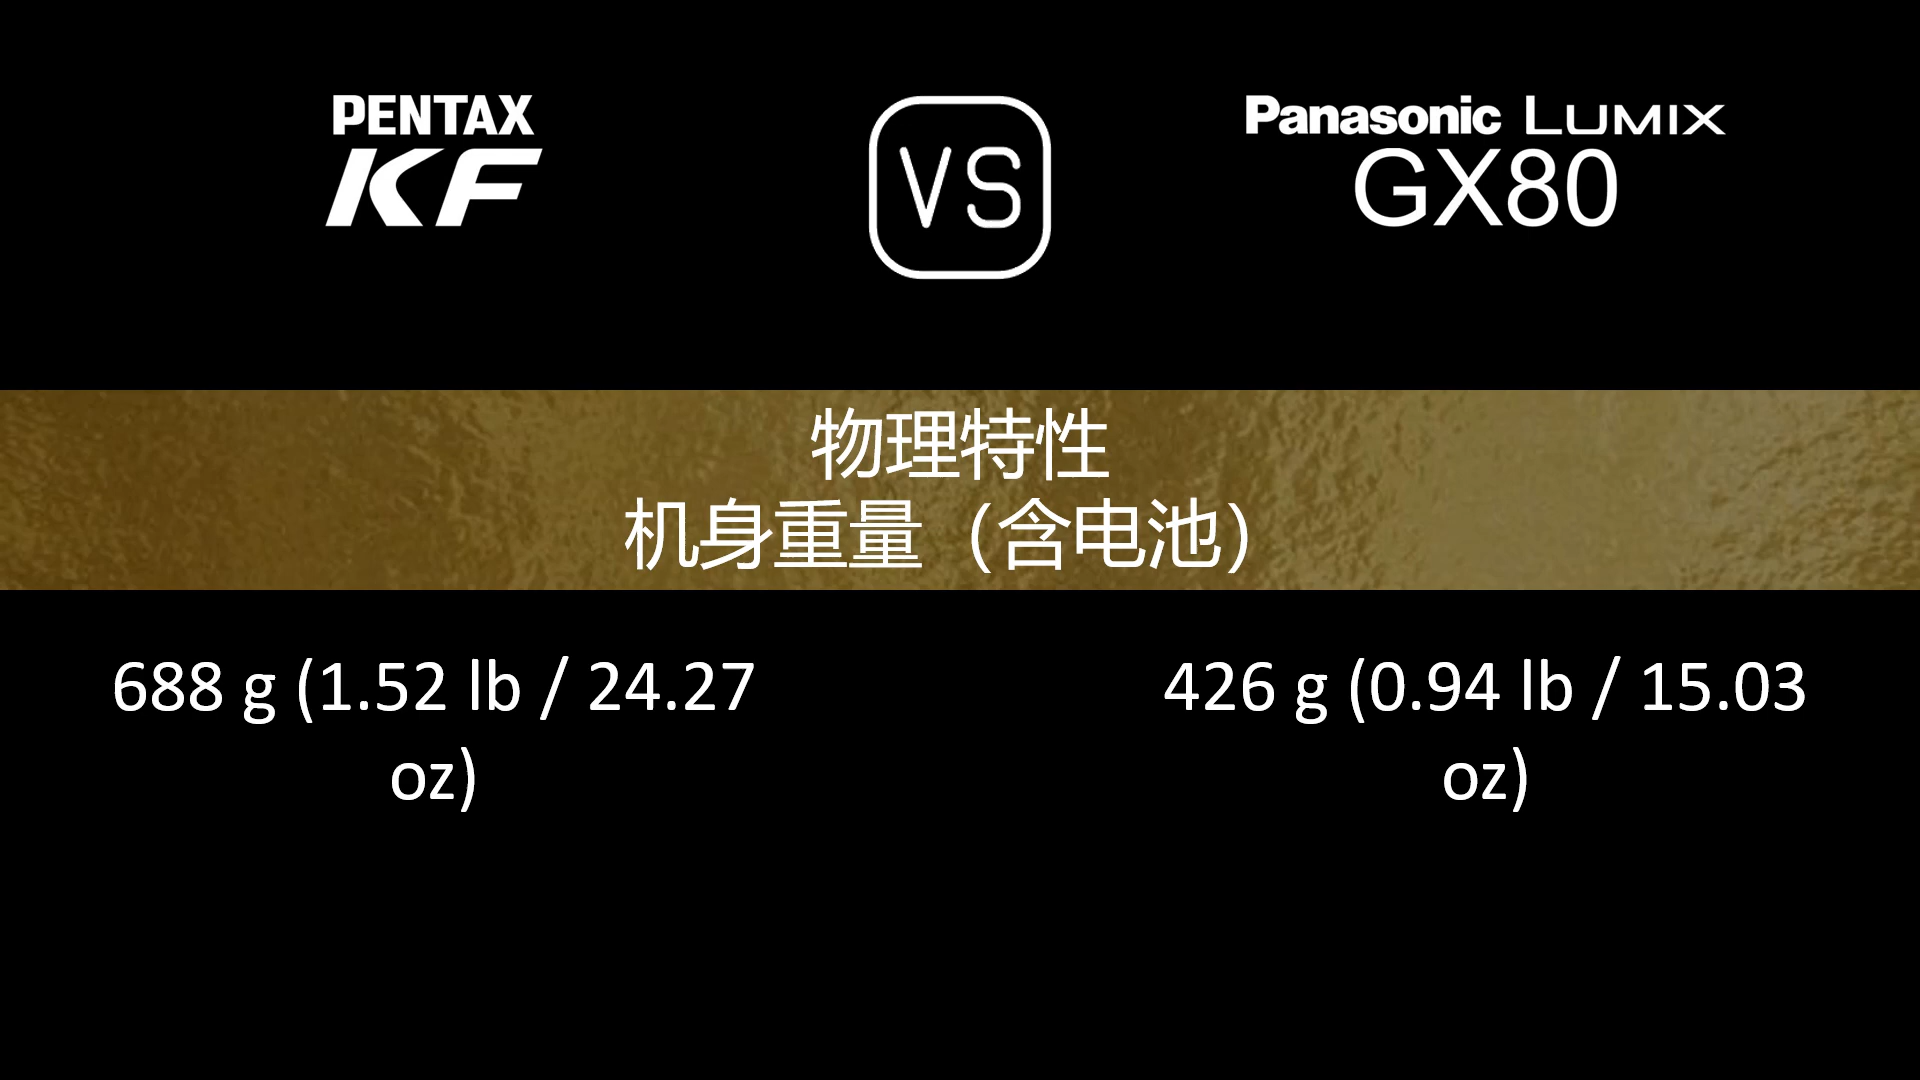 PENTAX
KF
VS
Panasonic LUMIX
GX80
物理特性
机身重量（含电池）
688 g (1.52 lb / 24.27
oz)
426 g (0.94 lb / 15.03
oz)